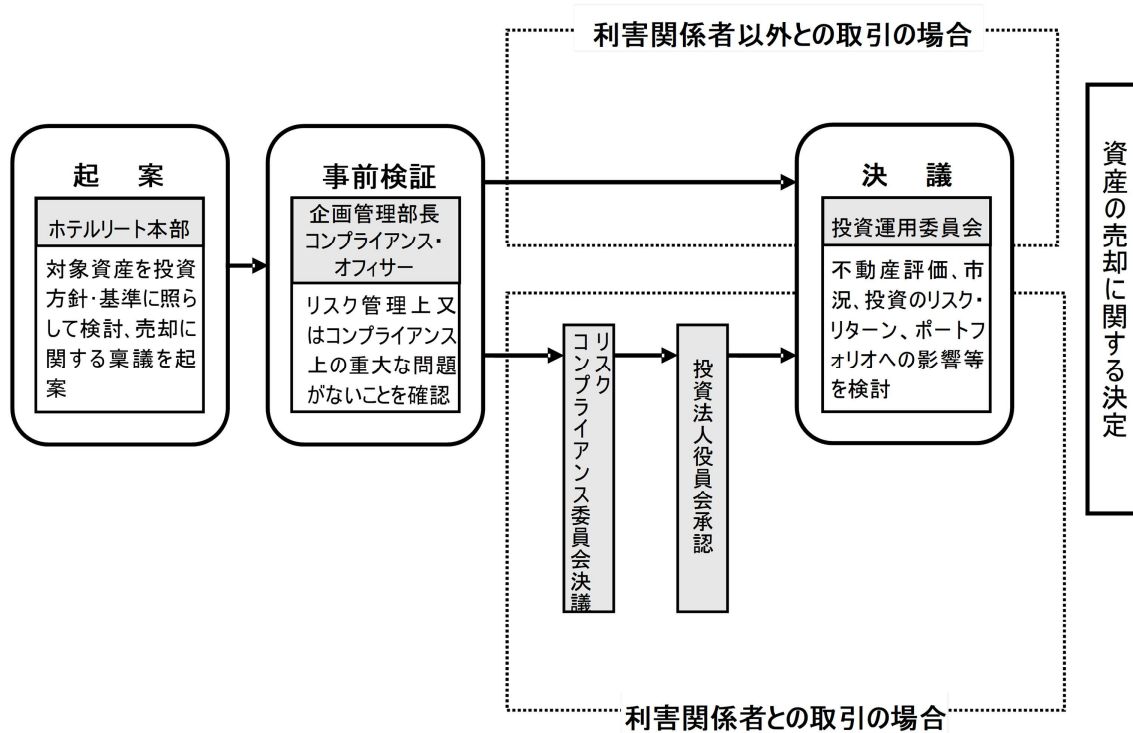 利害関係者以外との取引の場合
起　案
ホテルリート本部
対象資産を投資
方針・基準に照ら
して検討、売却に
関する稟議を起
案
事前検証
企画管理部長
コンプライアンス・
オフィサー
リスク管理上又
はコンプライアンス
上の重大な問題
がないことを確認
リスク
コンプライアンス委員会決議
投資法人役員会承認
決　議
投資運用委員会
不動産評価、市
況、投資のリスク・
リターン、ポートフ
ォリオへの影響等
を検討
資産の売却に関する決定
利害関係者との取引の場合